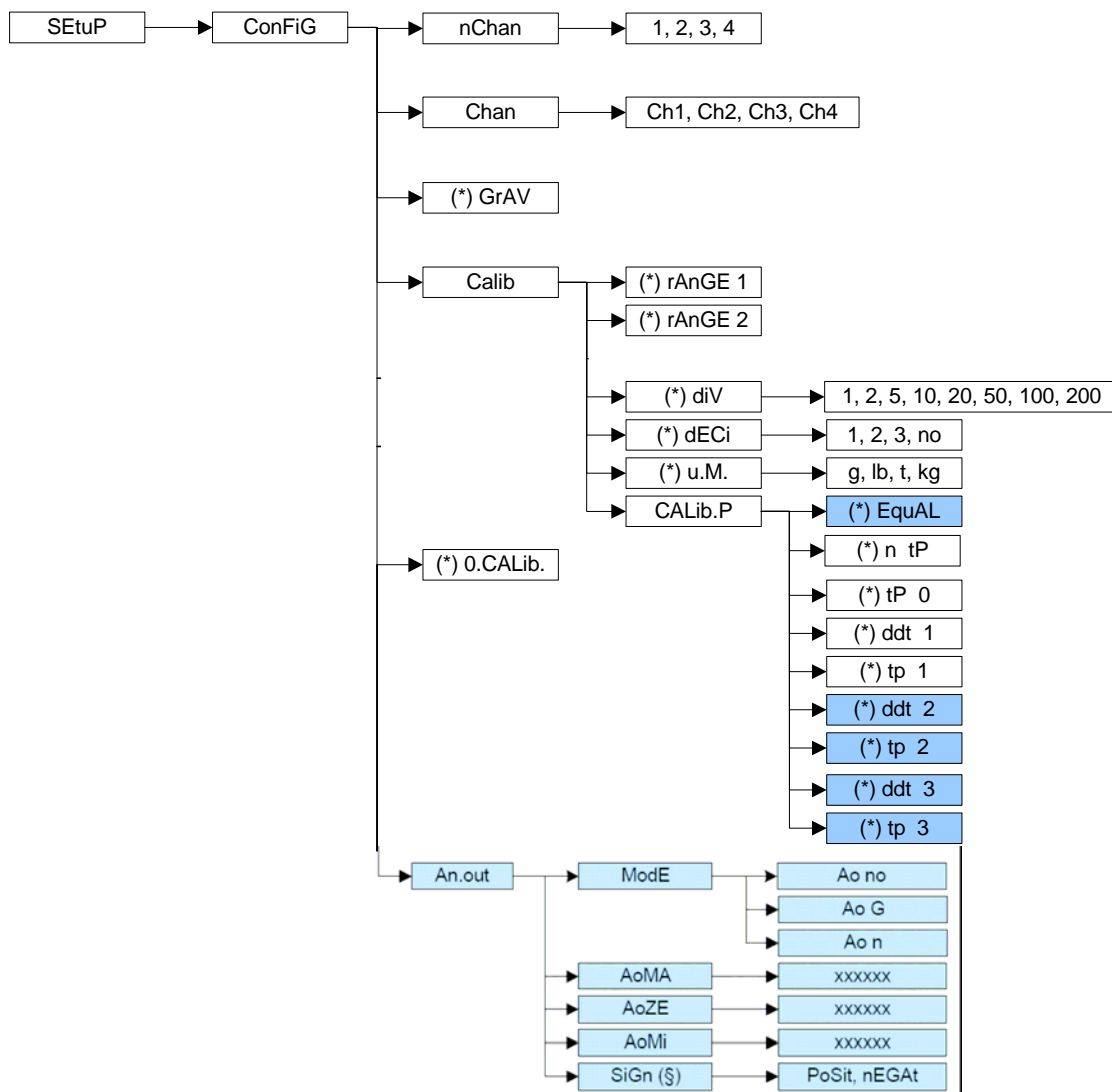 SEtuP
ConFiG
nChan
1, 2, 3, 4
Chan
Ch1, Ch2, Ch3, Ch4
(*) GrAV
Calib
(*) rAnGE 1
(*) rAnGE 2
(*) diV
1, 2, 5, 10, 20, 50, 100, 200
(*) dECi
1, 2, 3, no
(*) u.M.
g, lb, t, kg
CALib.P
(*) EquAL
(*) n tP
(*) 0.CALib.
(*) tP 0
(*) ddt 1
(*) tp 1
(*) ddt 2
(*) tp 2
(*) ddt 3
(*) tp 3
An.out
ModE
Ao no
Ao G
Ao n
AoMA
xxxxxx
AoZE
xxxxxx
AoMi
xxxxxx
SiGn (§)
PoSit, nEGAt